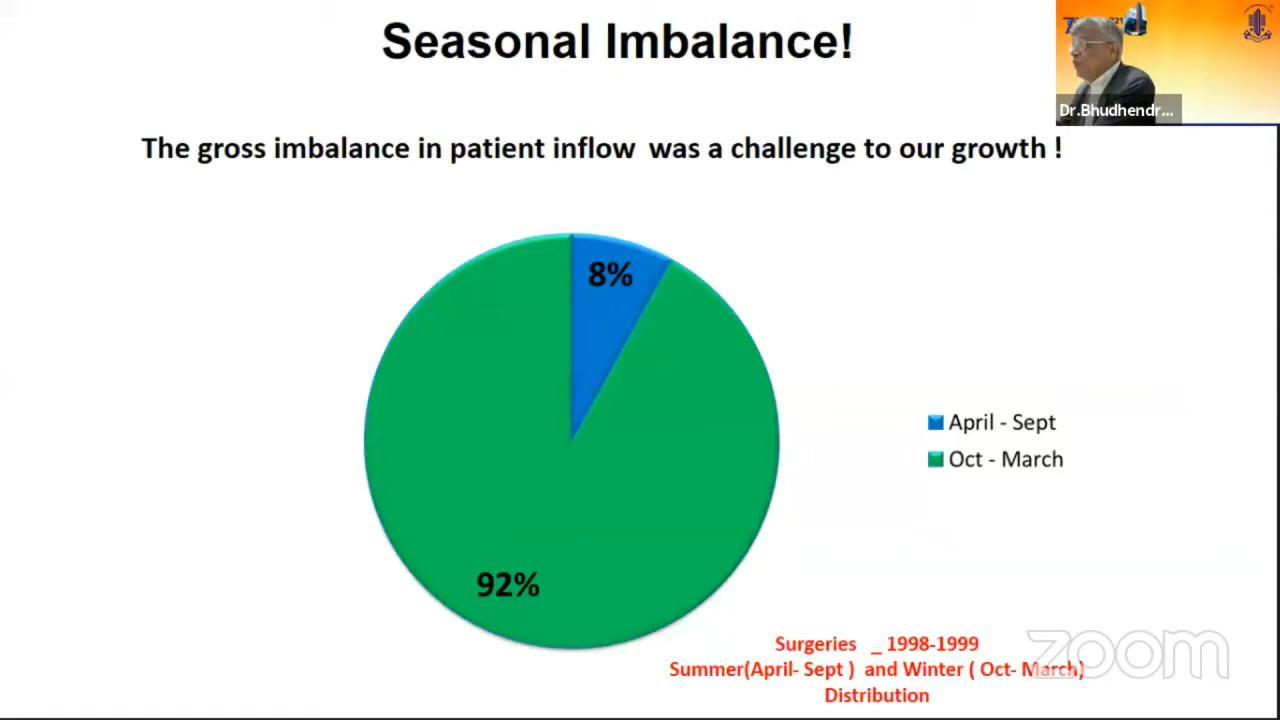 Seasonal Imbalance!
Dr.Bhudhendr...
The gross imbalance in patient inflow was a challenge to our growth !
8%
April - Sept
Oct - March
92%
Surgeries _ 1998-1999
Summer(April- Sept ) and Winter ( Oct- March)
Distribution
zoom